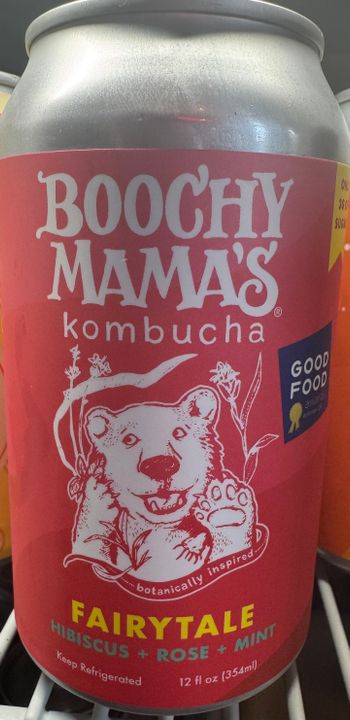 BOOCHY
MAMA'S®
kombucha
GOOD
FOOD
botanically inspired
FAIRYTALE
HIBISCUS + ROSE + MINT
Keep Refrigerated
12 fl oz (354ml)